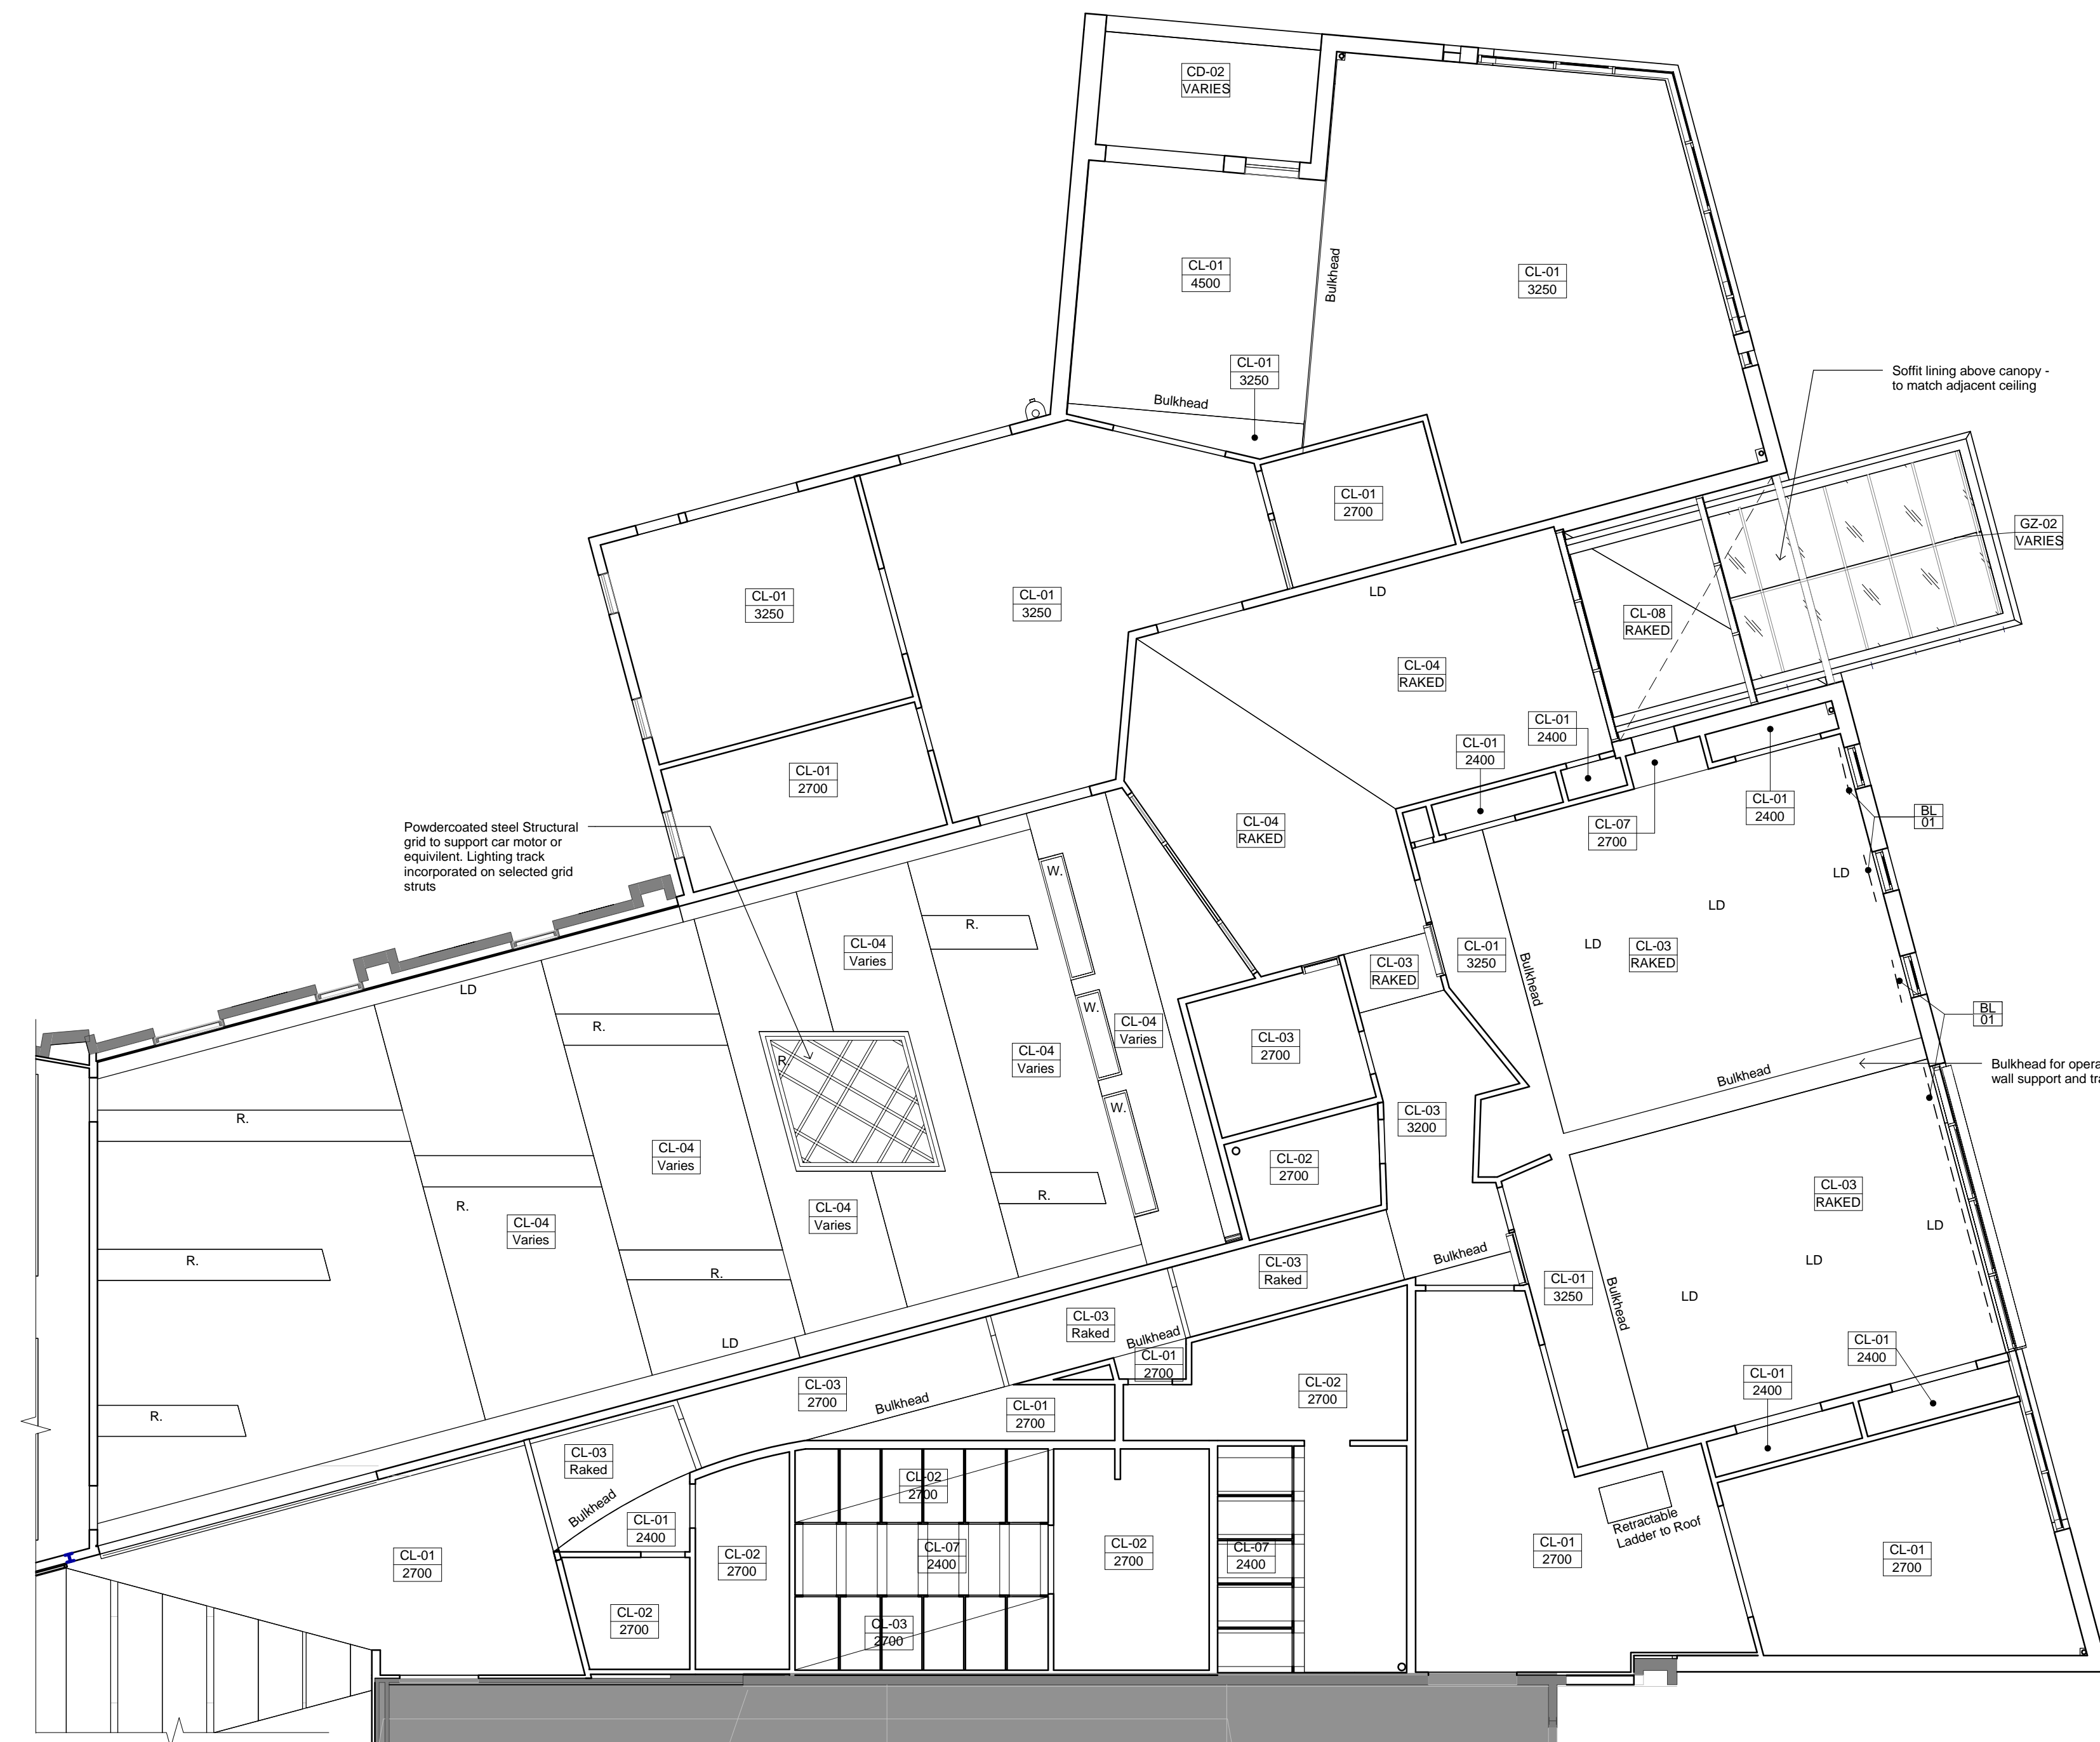 CD-02
VARIES
CL-01
4500
Bulkhead
CL-01
3250
CL-01
3250
Bulkhead
Soffit lining above canopy -
to match adjacent ceiling
CL-01
2700
GZ-02
VARIES
LD
CL-01
3250
CL-01
3250
CL-08
RAKED
CL-04
RAKED
CL-01
2400
CL-01
2400
CL-01
2700
CL-01
2400
CL-07
2700
BL
01
Powdercoated steel Structural
grid to support car motor or
equivilent. Lighting track
incorporated on selected grid
struts
CL-04
RAKED
W.
LD
LD
R.
CL-04
Varies
LD
CL-03
RAKED
CL-01
3250
CL-03
RAKED
Bulkhead
LD
W.
BL
01
R.
CL-04
Varies
CL-03
2700
CL-04
Varies
R.
Bulkhead
Bulkhead for opera
wall support and tra
W.
R.
CL-03
3200
CL-04
Varies
CL-02
2700
CL-03
RAKED
R.
R.
CL-04
Varies
CL-04
Varies
LD
Bulkhead
LD
R.
R.
CL-03
Raked
CL-01
3250
Bulkhead
LD
CL-03
Raked
Bulkhead
LD
CL-01
2700
CL-01
2400
CL-01
2400
CL-03
2700
Bulkhead
CL-01
2700
CL-02
2700
R.
CL-03
Raked
CL-02
2700
Bulkhead
CL-01
2400
Retractable
Ladder to Roof
CL-01
2700
CL-02
2700
CL-07
2400
CL-02
2700
CL-07
2400
CL-01
2700
CL-01
2700
CL-02
2700
CL-03
2700